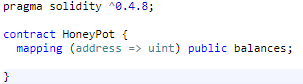 pragma solidity ^0.4.8;
contract HoneyPot {
mapping (address => uint) public balances;
}